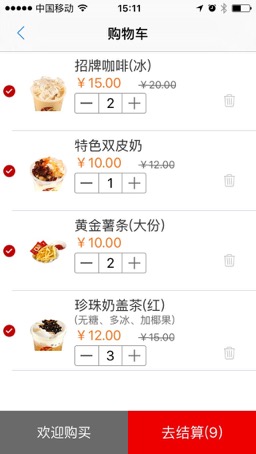 中国移动 15:11
购物车
招牌咖啡(冰)
￥15.00 ￥20.00
2
特色双皮奶
￥10.00 ￥12.00
1
黄金薯条(大份)
￥10.00
2
珍珠奶盖茶(红)
(无糖、多冰、加椰果)
￥12.00 ￥15.00
3
欢迎购买 去结算(9)